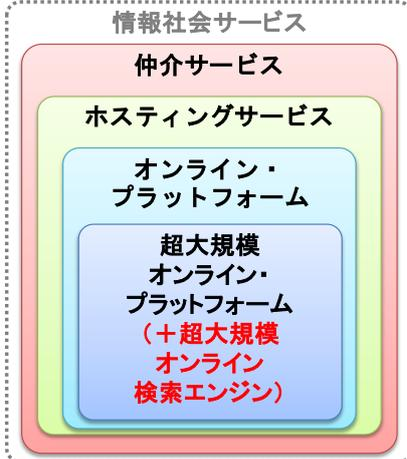 情報社会サービス
仲介サービス
ホスティングサービス
オンライン・
プラットフォーム
超大規模
オンライン・
プラットフォーム
（＋超大規模
オンライン
検索エンジン）